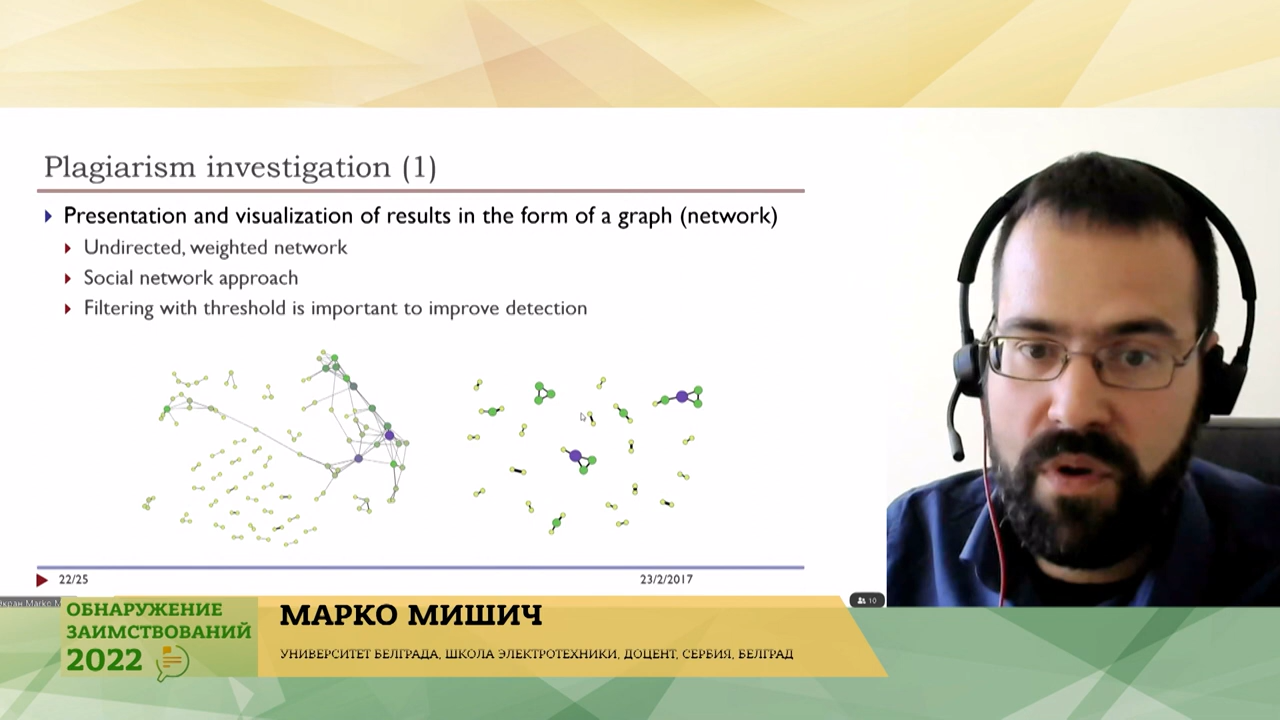 Plagiarism investigation (1)
Presentation and visualization of results in the form of a graph (network)
Undirected, weighted network
Social network approach
Filtering with threshold is important to improve detection
22/25
23/2/2017
10
ОБНАРУЖЕНИЕ
ЗАИМСТВОВАНИЙ
2022
МАРКО МИШИЧ
УНИВЕРСИТЕТ БЕЛГРАДА, ШКОЛА ЭЛЕКТРОТЕХНИКИ, ДОЦЕНТ, СЕРБИЯ, БЕЛГРАД